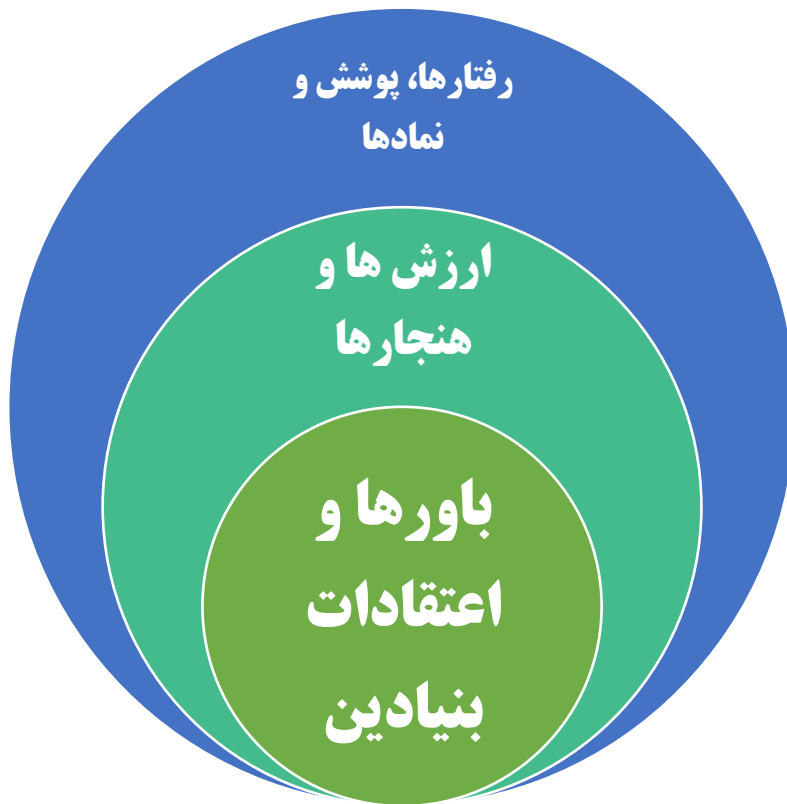 رفتارها، پوشش و
نمادها
ارزش ها و
هنجارها
باورها و
اعتقادات
بنیادین